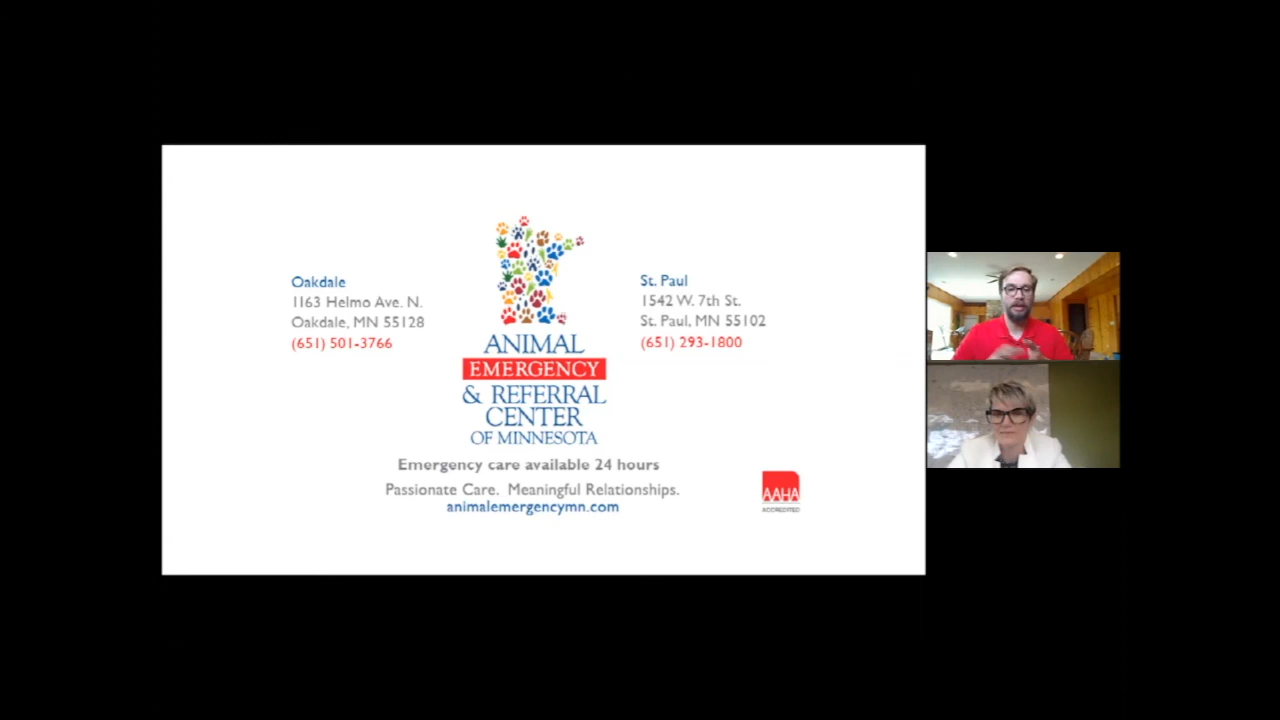 Oakdale
1163 Helmo Ave. N.
Oakdale, MN 55128
(651) 501-3766
ANIMAL
EMERGENCY
& REFERRAL
CENTER
OF MINNESOTA
St. Paul
1542 W. 7th St.
St. Paul, MN 55102
(651) 293-1800
Emergency care available 24 hours
Passionate Care. Meaningful Relationships.
animalemergencymn.com
AAHA
ACCREDITED